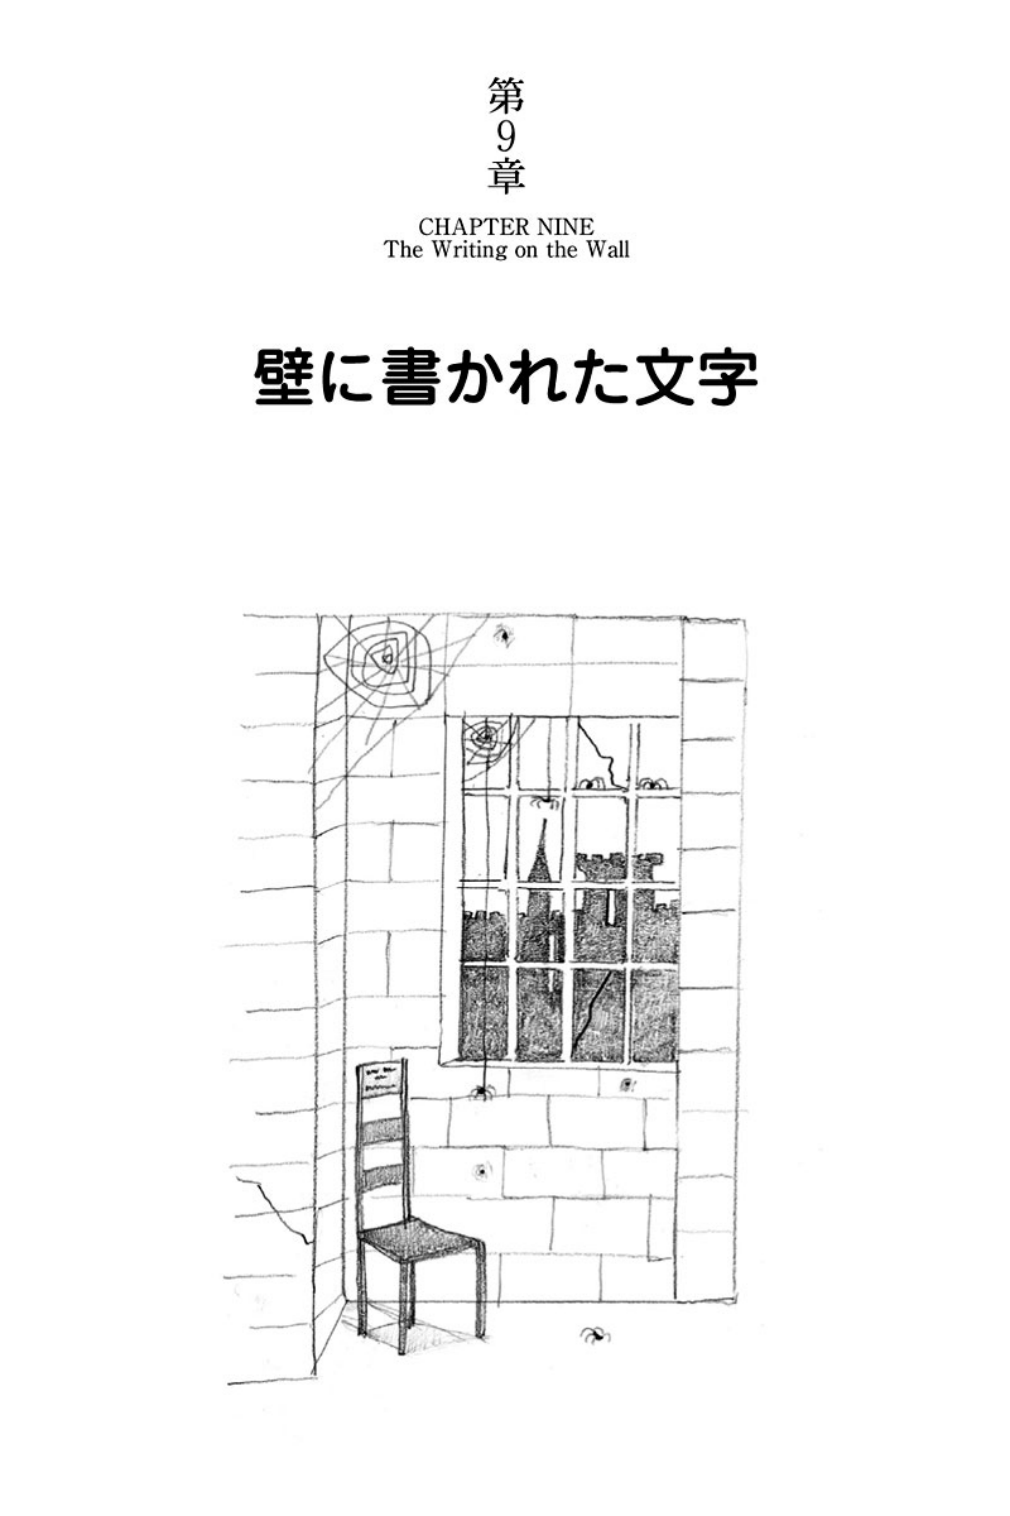 第9章
CHAPTER NINE
The Writing on the Wall
壁に書かれた文字